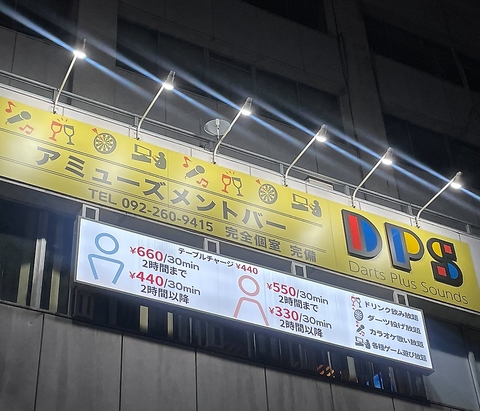 アミューズメントバー
TEL 092-260-9415 完全個室 完備
DPS
Darts Plus Sounds
テーブルチャージ ¥440
¥660/30min
2時間まで
¥440/30min
2時間以降
¥550/30min
2時間まで
¥330/30min
2時間以降
ドリンク飲み放題
ダーツ投げ放題
カラオケ歌い放題
各種ゲーム遊び放題